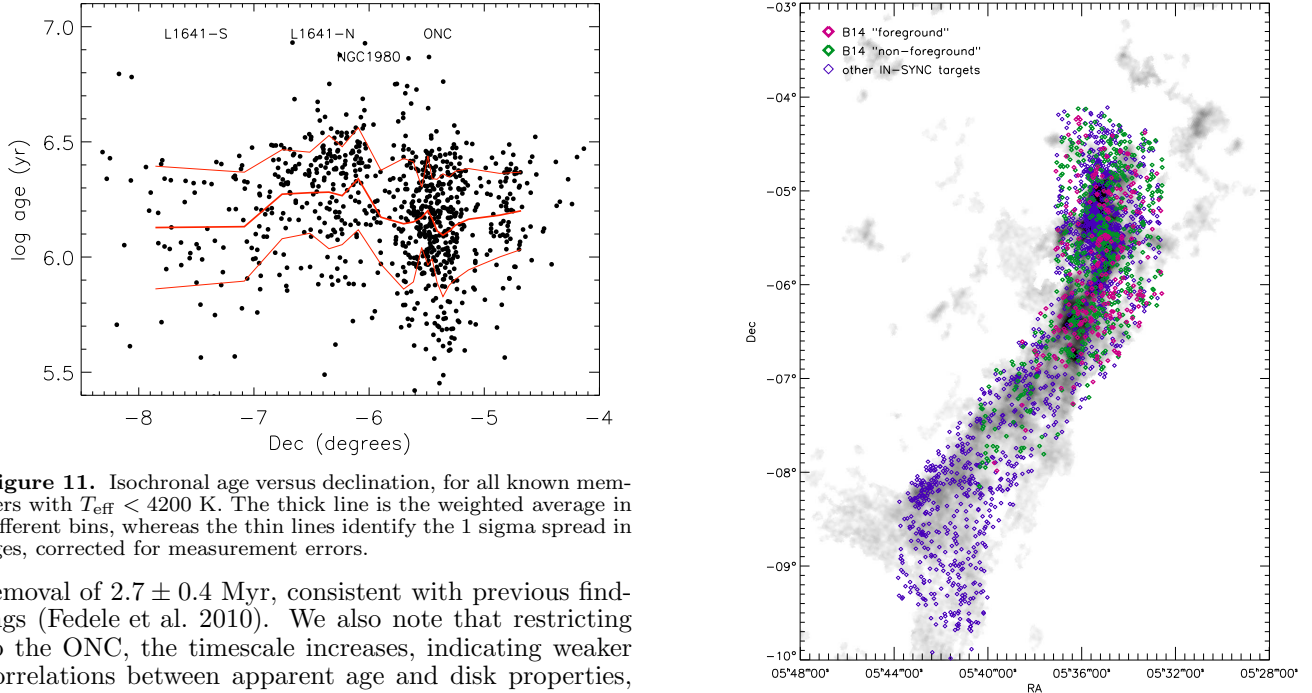 7.0
6.5
6.0
5.5
log age (yr)
L1641-S
L1641-N
NGC1980
ONC
-8
-7
-6
-5
-4
Dec (degrees)
igure 11. Isochronal age versus declination, for all known mem-
ers with Teff < 4200 K. The thick line is the weighted average in
ifferent bins, whereas the thin lines identify the 1 sigma spread in
ges, corrected for measurement errors.
emoval of 2.7 ± 0.4 Myr, consistent with previous find-
gs (Fedele et al. 2010). We also note that restricting
o the ONC, the timescale increases, indicating weaker
orrelations between apparent age and disk properties,
B14 "foreground"
B14 "non-foreground"
other IN-SYNC targets
-03°
-04°
-05°
-06°
-07°
-08°
-09°
-10°
Dec
05h48m00s
05h44m00s
05h40m00s
05h36m00s
05h32m00s
05h28m00s
RA